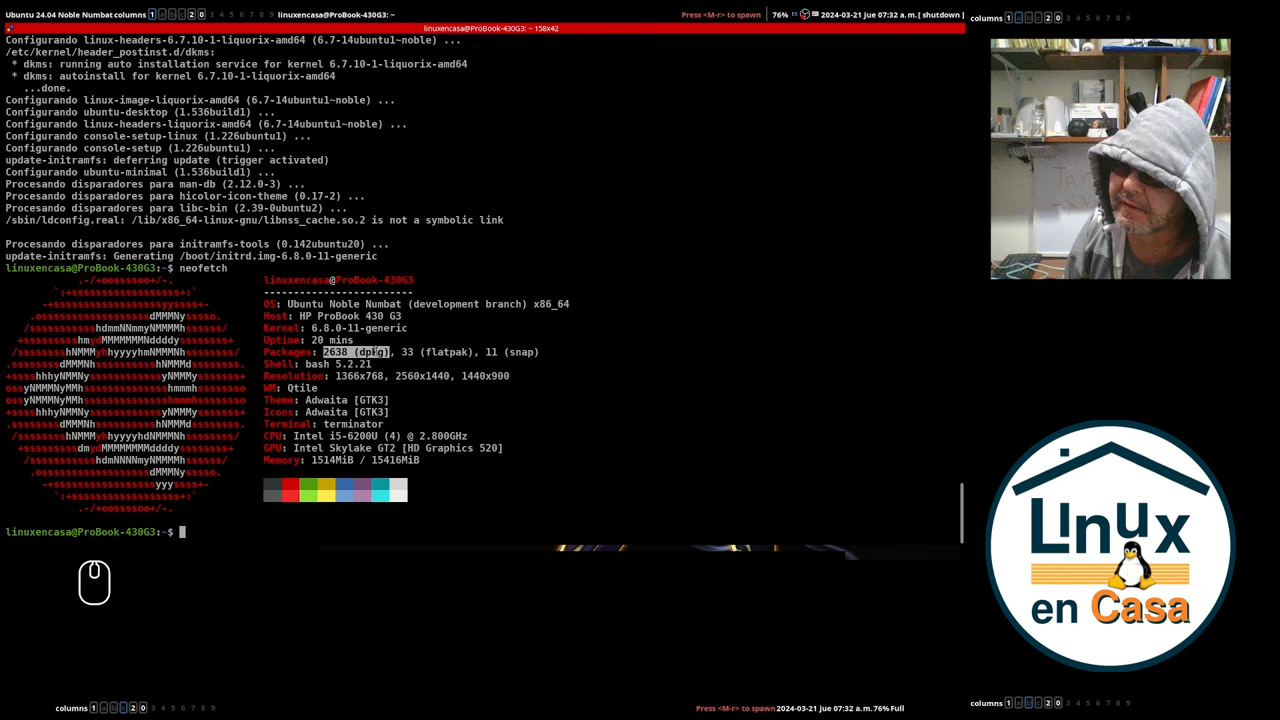 Ubuntu 24.04 Noble Numbat columns 1 a b c 2 0 3 4 5 6 7 8 9 linuxencasa@ProBook-430G3: ~ Press <M-r> to spawn 76% 2024-03-21 jue 07:32 a. m. [ shutdown ]
columns 1 a b c 2 0 3 4 5 6 7 8 9
linuxencasa@ProBook-430G3: ~ 158x42
Configurando linux-headers-6.7.10-1-liquorix-amd64 (6.7-14ubuntu1~noble) ...
/etc/kernel/header_postinst.d/dkms:
* dkms: running auto installation service for kernel 6.7.10-1-liquorix-amd64
* dkms: autoinstall for kernel 6.7.10-1-liquorix-amd64
...done.
Configurando linux-image-liquorix-amd64 (6.7-14ubuntu1~noble) ...
Configurando ubuntu-desktop (1.536build1) ...
Configurando linux-headers-liquorix-amd64 (6.7-14ubuntu1~noble) ...
Configurando console-setup-linux (1.226ubuntu1) ...
Configurando console-setup (1.226ubuntu1) ...
update-initramfs: deferring update (trigger activated)
Configurando ubuntu-minimal (1.536build1) ...
Procesando disparadores para man-db (2.12.0-3) ...
Procesando disparadores para hicolor-icon-theme (0.17-2) ...
Procesando disparadores para libc-bin (2.39-0ubuntu2) ...
/sbin/ldconfig.real: /lib/x86_64-linux-gnu/libnss_cache.so.2 is not a symbolic link
Procesando disparadores para initramfs-tools (0.142ubuntu20) ...
update-initramfs: Generating /boot/initrd.img-6.8.0-11-generic
linuxencasa@ProBook-430G3:~$ neofetch
linuxencasa@ProBook-430G3
-------------------------
OS: Ubuntu Noble Numbat (development branch) x86_64
Host: HP ProBook 430 G3
Kernel: 6.8.0-11-generic
Uptime: 20 mins
Packages: 2638 (dpkg), 33 (flatpak), 11 (snap)
Shell: bash 5.2.21
Resolution: 1366x768, 2560x1440, 1440x900
WM: Qtile
Theme: Adwaita [GTK3]
Icons: Adwaita [GTK3]
Terminal: terminator
CPU: Intel i5-6200U (4) @ 2.800GHz
GPU: Intel Skylake GT2 [HD Graphics 520]
Memory: 1514MiB / 15416MiB
linuxencasa@ProBook-430G3:~$
Linux
en Casa
columns 1 a b c 2 0 3 4 5 6 7 8 9 Press <M-r> to spawn 2024-03-21 jue 07:32 a. m. 76% Full
columns 1 a b c 2 0 3 4 5 6 7 8 9